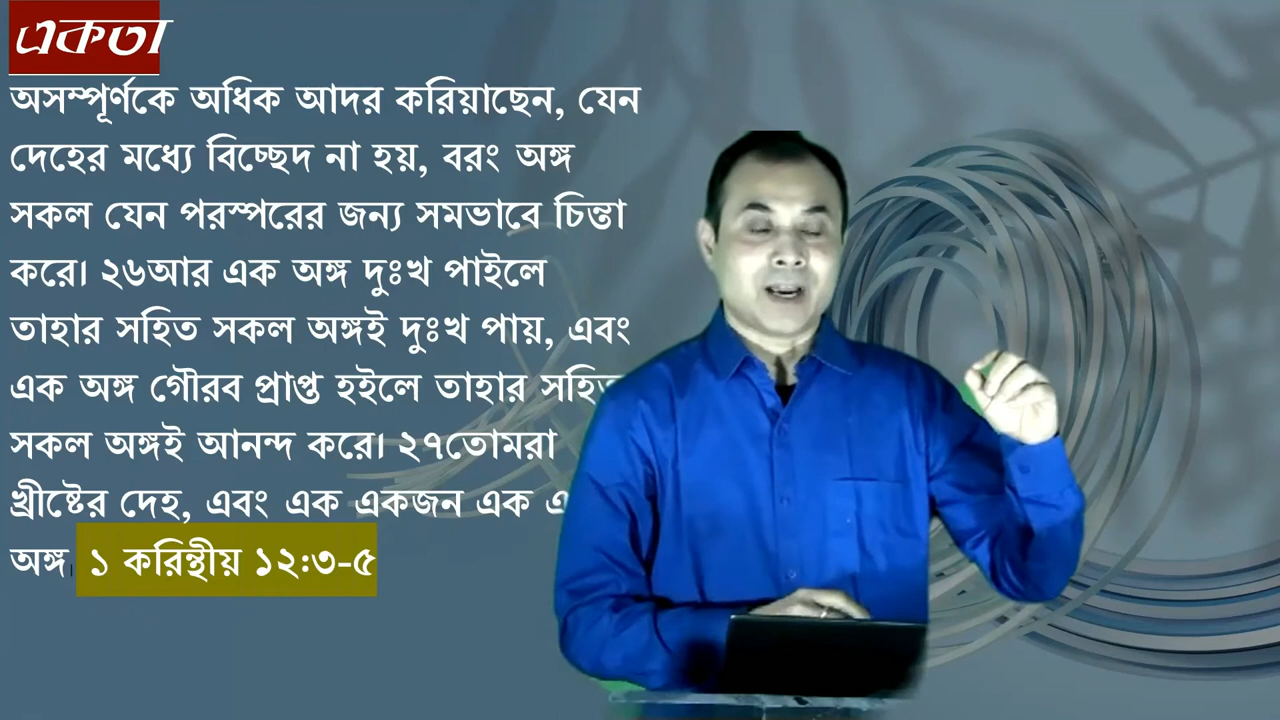 একতা
অসম্পূর্ণকে অধিক আদর করিয়াছেন, যেন
দেহের মধ্যে বিচ্ছেদ না হয়, বরং অঙ্গ
সকল যেন পরস্পরের জন্য সমভাবে চিন্তা
করে। ২৬আর এক অঙ্গ দুঃখ পাইলে
তাহার সহিত সকল অঙ্গই দুঃখ পায়, এবং
এক অঙ্গ গৌরব প্রাপ্ত হইলে তাহার সহিত
সকল অঙ্গই আনন্দ করে। ২৭তোমরা
খ্রীষ্টের দেহ, এবং এক একজন এক
অঙ্গ। ১ করিন্থীয় ১২:৩-৫